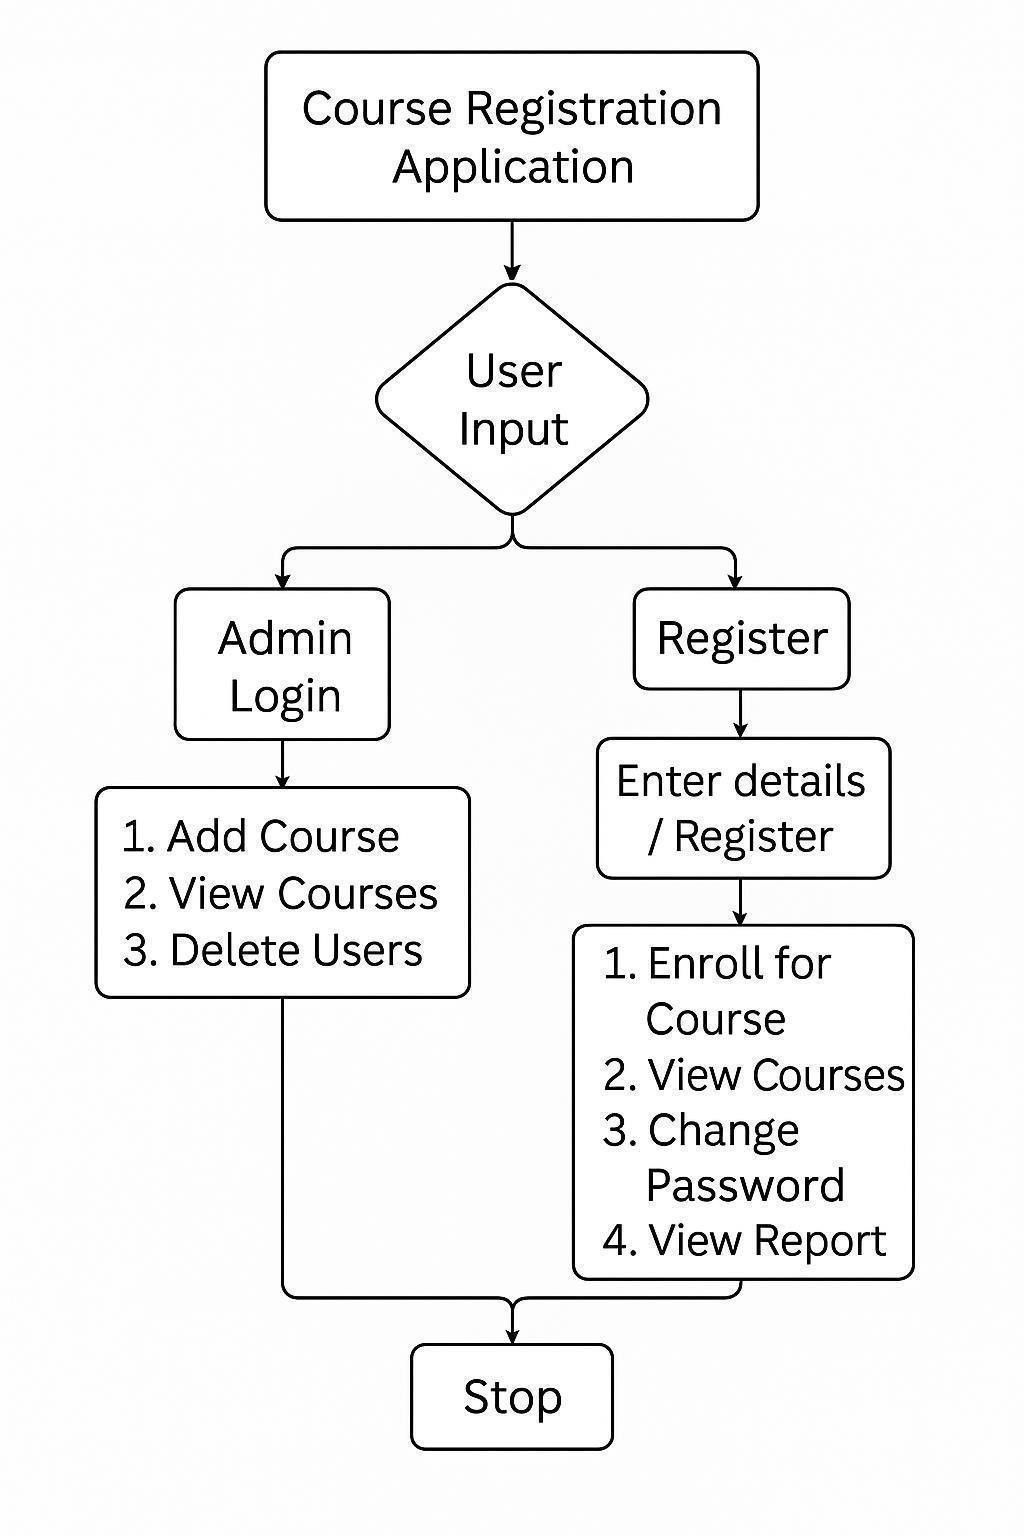 Course Registration
Application
User
Input
Admin
Login
Register
Enter details
/ Register
1. Add Course
2. View Courses
3. Delete Users
1. Enroll for
Course
2. View Courses
3. Change
Password
4. View Report
Stop